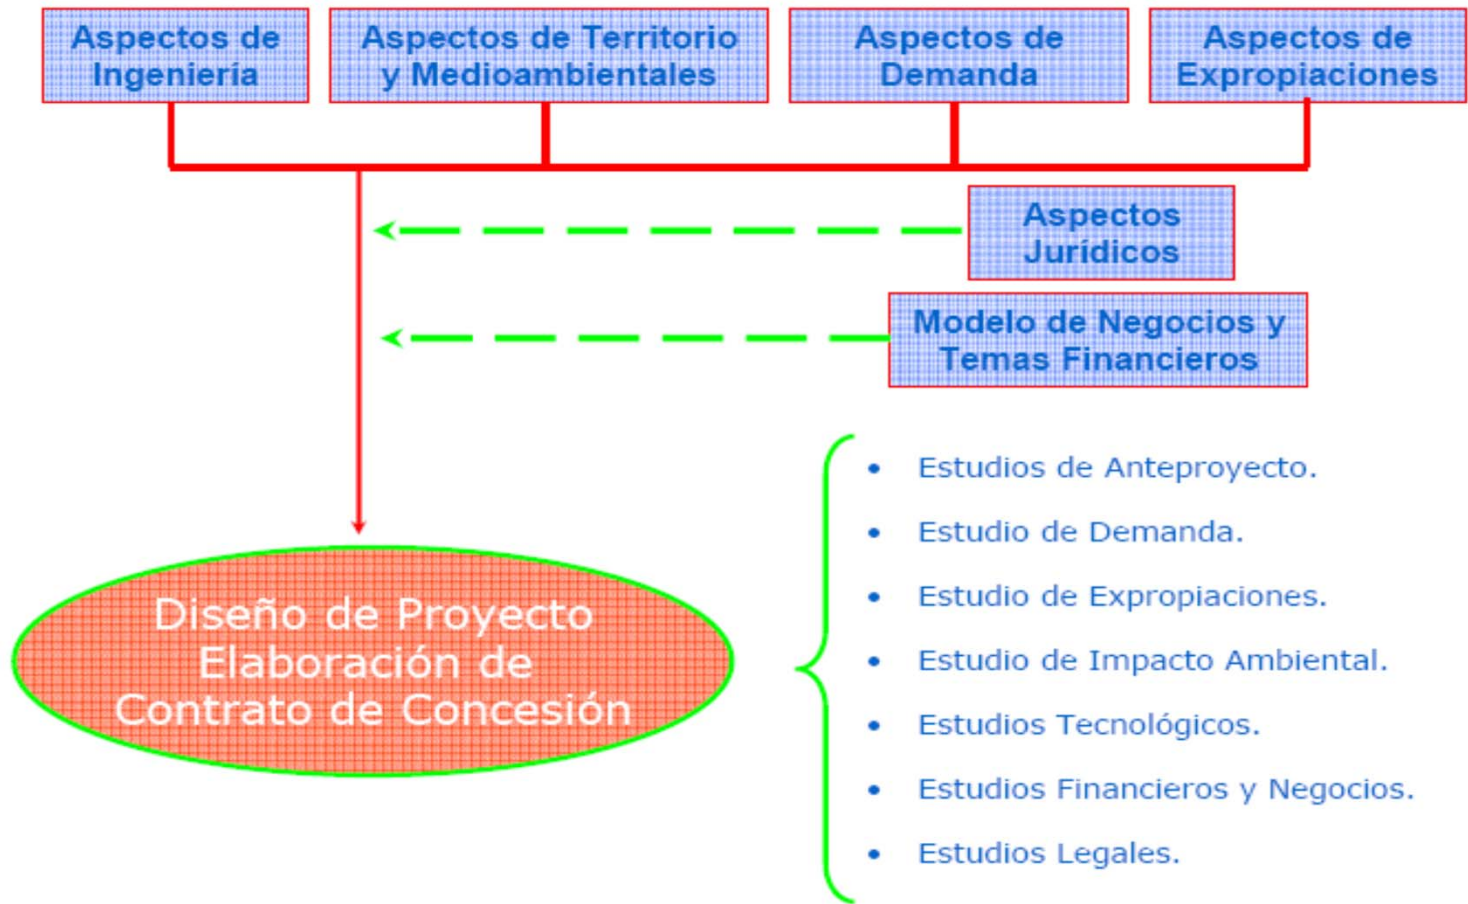 Aspectos de
Ingeniería
Aspectos de Territorio
y Medioambientales
Aspectos de
Demanda
Aspectos de
Expropiaciones
Aspectos
Jurídicos
Modelo de Negocios y
Temas Financieros
Diseño de Proyecto
Elaboración de
Contrato de Concesión
• Estudios de Anteproyecto.
• Estudio de Demanda.
• Estudio de Expropiaciones.
• Estudio de Impacto Ambiental.
• Estudios Tecnológicos.
• Estudios Financieros y Negocios.
• Estudios Legales.